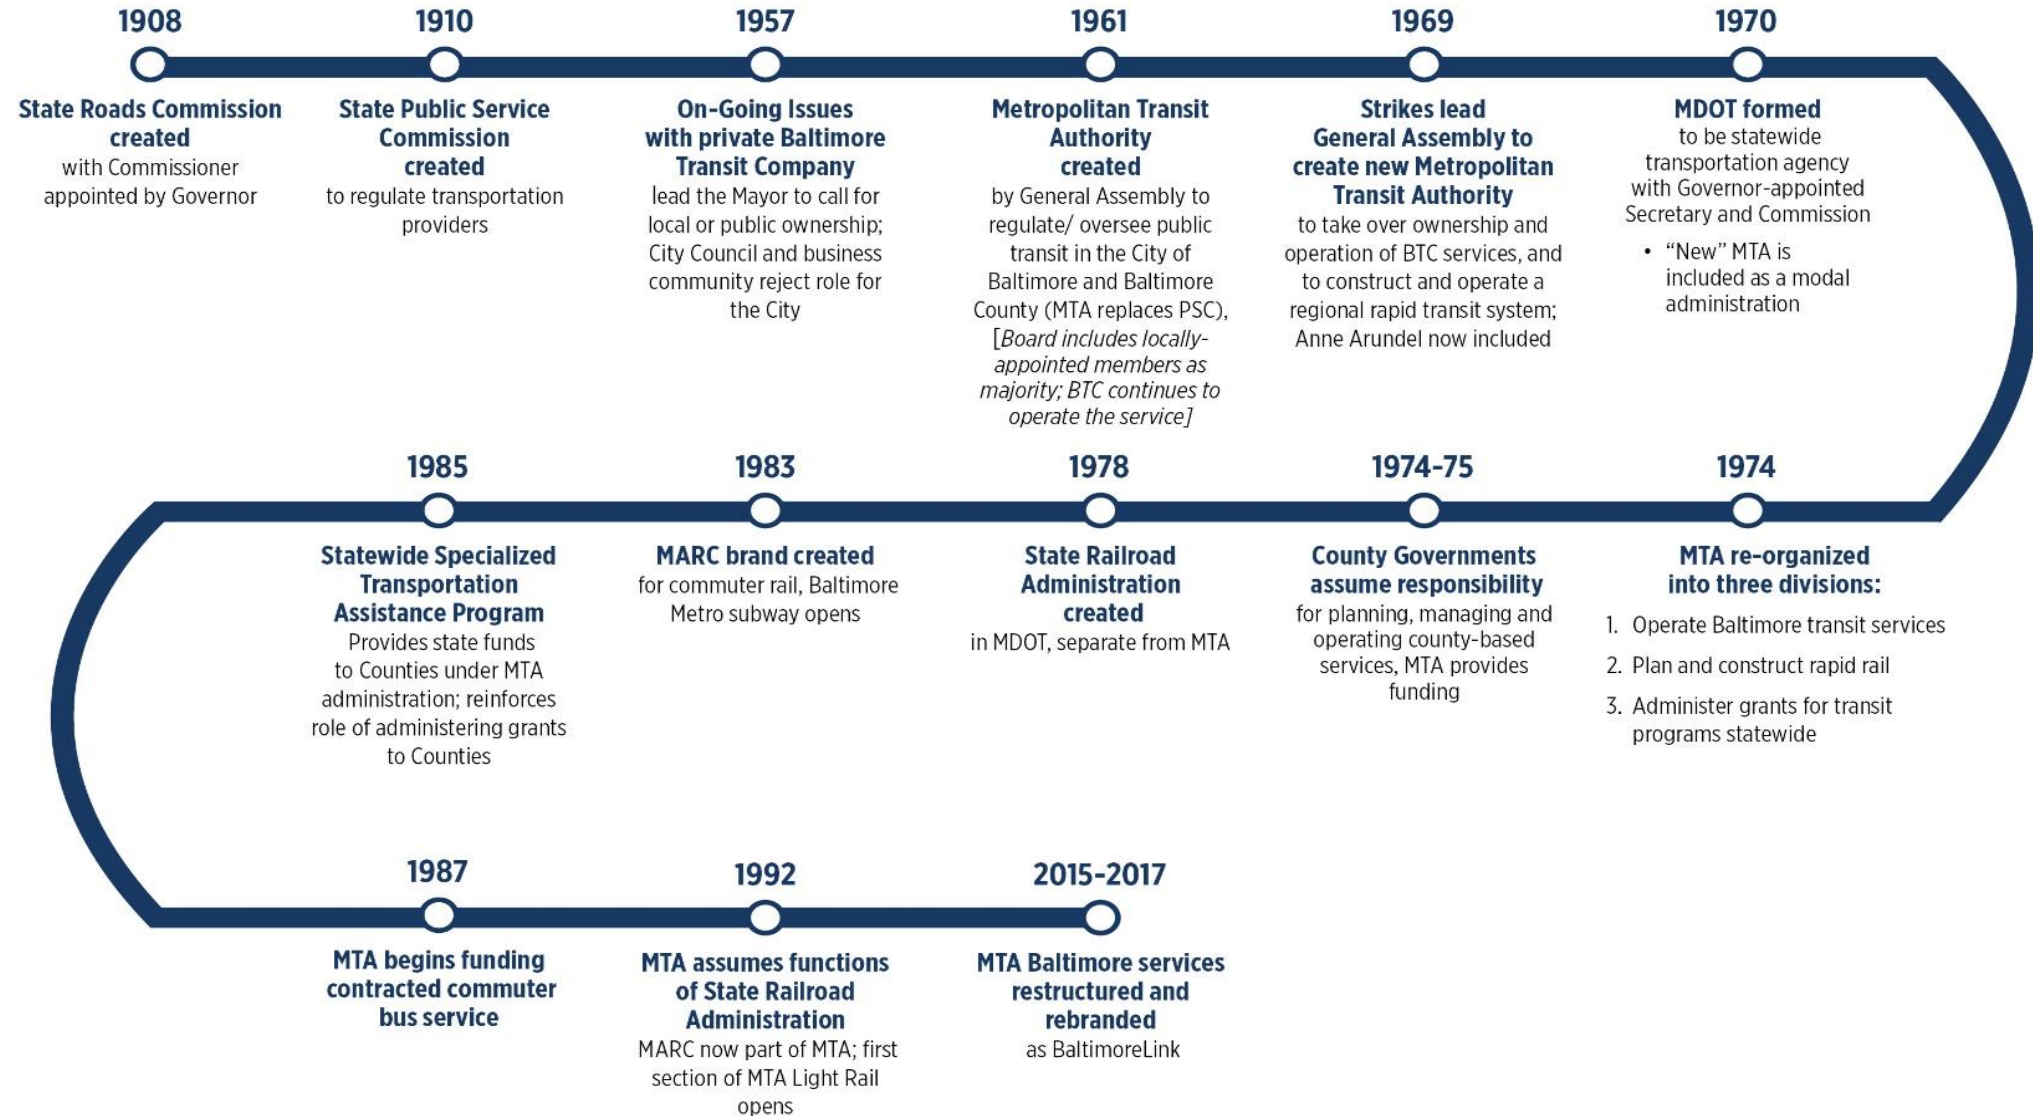 1908
State Roads Commission
created
with Commissioner
appointed by Governor
1910
State Public Service
Commission
created
to regulate transportation
providers
1957
On-Going Issues
with private Baltimore
Transit Company
lead the Mayor to call for
local or public ownership;
City Council and business
community reject role for
the City
1961
Metropolitan Transit
Authority
created
by General Assembly to
regulate/ oversee public
transit in the City of
Baltimore and Baltimore
County (MTA replaces PSC),
[Board includes locally-
appointed members as
majority; BTC continues to
operate the service]
1969
Strikes lead
General Assembly to
create new Metropolitan
Transit Authority
to take over ownership and
operation of BTC services, and
to construct and operate a
regional rapid transit system;
Anne Arundel now included
1970
MDOT formed
to be statewide
transportation agency
with Governor-appointed
Secretary and Commission
• “New” MTA is
included as a modal
administration
1974
MTA re-organized
into three divisions:
1. Operate Baltimore transit services
2. Plan and construct rapid rail
3. Administer grants for transit
programs statewide
1974-75
County Governments
assume responsibility
for planning, managing and
operating county-based
services, MTA provides
funding
1978
State Railroad
Administration
created
in MDOT, separate from MTA
1983
MARC brand created
for commuter rail, Baltimore
Metro subway opens
1985
Statewide Specialized
Transportation
Assistance Program
Provides state funds
to Counties under MTA
administration; reinforces
role of administering grants
to Counties
1987
MTA begins funding
contracted commuter
bus service
1992
MTA assumes functions
of State Railroad
Administration
MARC now part of MTA; first
section of MTA Light Rail
opens
2015-2017
MTA Baltimore services
restructured and
rebranded
as BaltimoreLink